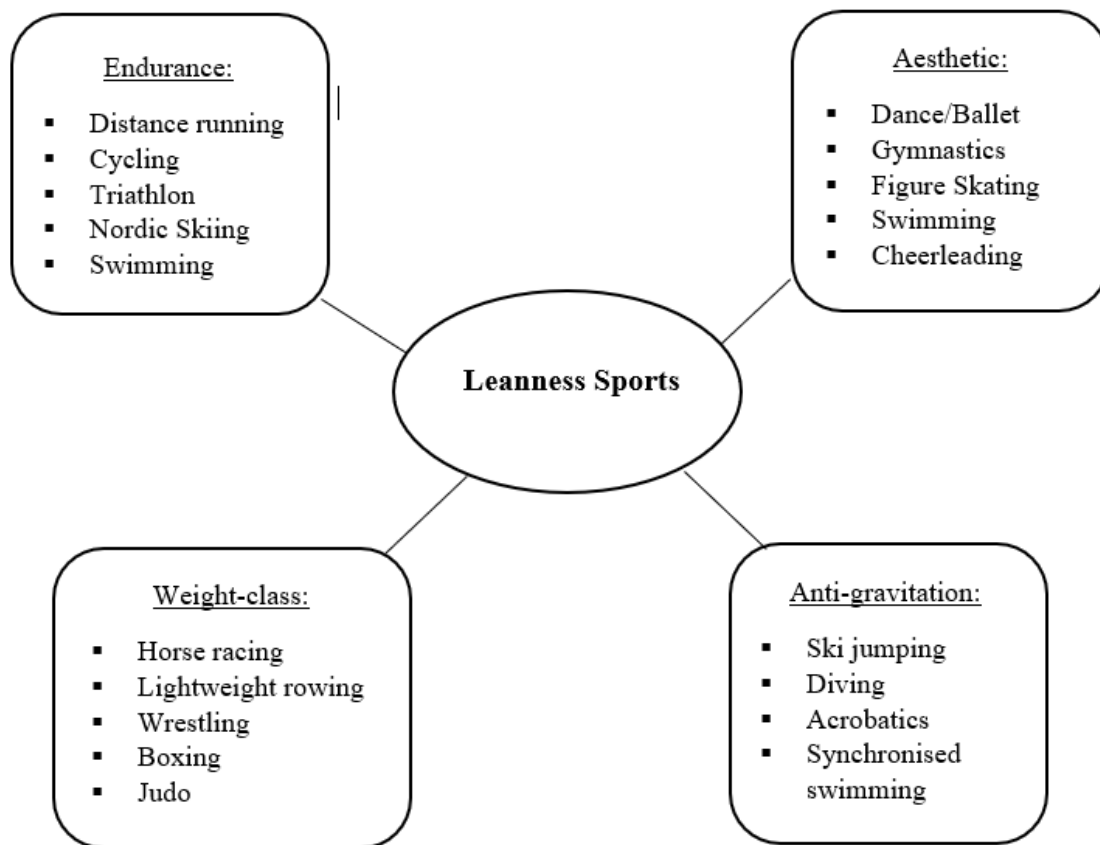 Endurance:
▪ Distance running
▪ Cycling
▪ Triathlon
▪ Nordic Skiing
▪ Swimming
Aesthetic:
▪ Dance/Ballet
▪ Gymnastics
▪ Figure Skating
▪ Swimming
▪ Cheerleading
Leanness Sports
Weight-class:
▪ Horse racing
▪ Lightweight rowing
▪ Wrestling
▪ Boxing
▪ Judo
Anti-gravitation:
▪ Ski jumping
▪ Diving
▪ Acrobatics
▪ Synchronised
swimming